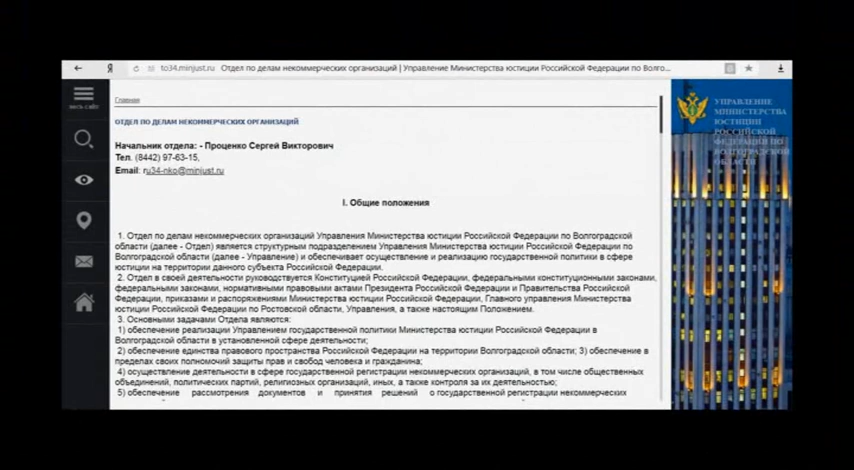 to34.minjust.ru Отдел по делам некоммерческих организаций | Управление Министерства юстиции Российской Федерации по Волго...
весь сайт
Главная
ОТДЕЛ ПО ДЕЛАМ НЕКОММЕРЧЕСКИХ ОРГАНИЗАЦИЙ
Начальник отдела: - Проценко Сергей Викторович
Тел. (8442) 97-63-15,
Email: ru34-nko@minjust.ru
I. Общие положения
1. Отдел по делам некоммерческих организаций Управления Министерства юстиции Российской Федерации по Волгоградской
области (далее - Отдел) является структурным подразделением Управления Министерства юстиции Российской Федерации по
Волгоградской области (далее - Управление) и обеспечивает осуществление и реализацию государственной политики в сфере
юстиции на территории данного субъекта Российской Федерации.
2. Отдел в своей деятельности руководствуется Конституцией Российской Федерации, федеральными конституционными законами,
федеральными законами, нормативными правовыми актами Президента Российской Федерации и Правительства Российской
Федерации, приказами и распоряжениями Министерства юстиции Российской Федерации, Главного управления Министерства
юстиции Российской Федерации по Ростовской области, Управления, а также настоящим Положением.
3. Основными задачами Отдела являются:
1) обеспечение реализации Управлением государственной политики Министерства юстиции Российской Федерации в
Волгоградской области в установленной сфере деятельности;
2) обеспечение единства правового пространства Российской Федерации на территории Волгоградской области; 3) обеспечение в
пределах своих полномочий защиты прав и свобод человека и гражданина;
4) осуществление деятельности в сфере государственной регистрации некоммерческих организаций, в том числе общественных
объединений, политических партий, религиозных организаций, иных, а также контроля за их деятельностью;
5) обеспечение рассмотрения документов и принятия решений о государственной регистрации некоммерческих
УПРАВЛЕНИЕ
МИНИСТЕРСТВА
ЮСТИЦИИ
РОССИЙСКОЙ
ФЕДЕРАЦИИ ПО
ВОЛГОГРАДСКОЙ
ОБЛАСТИ